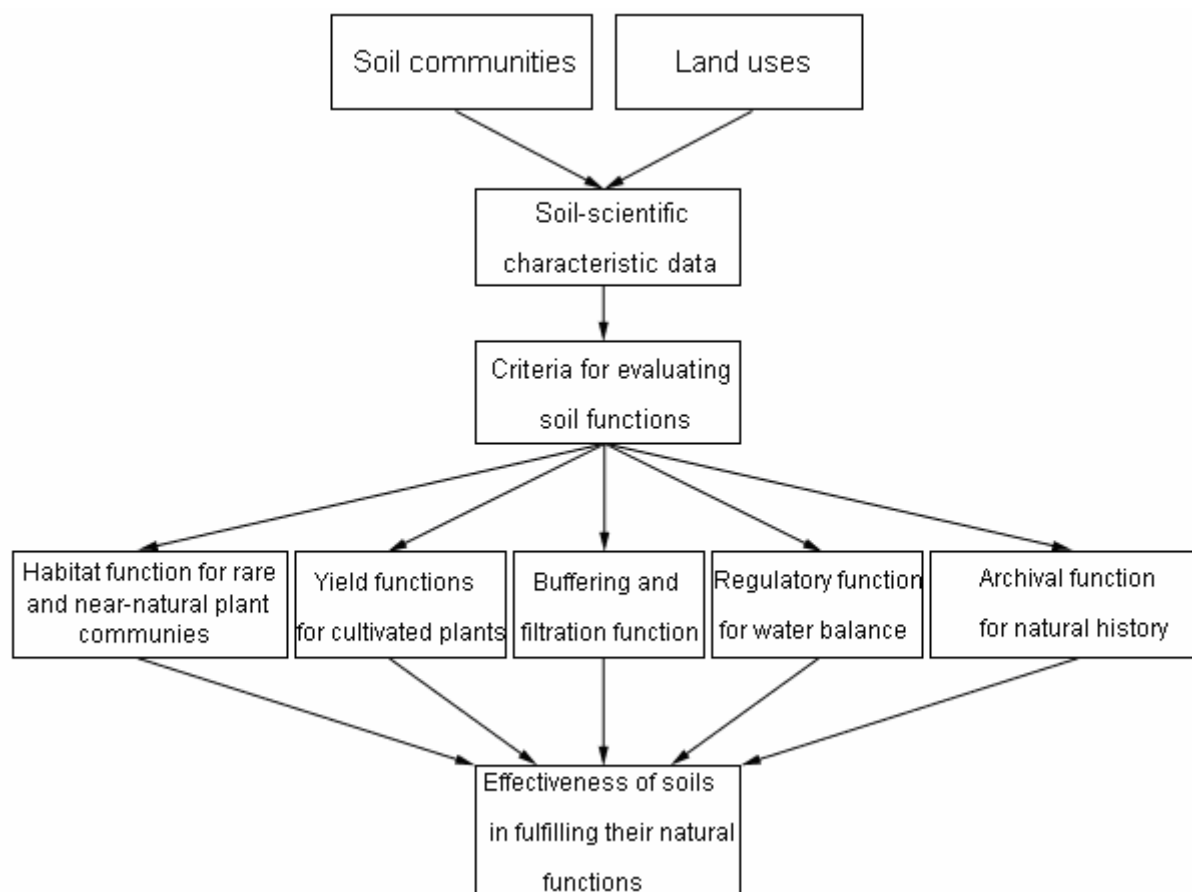 Soil communities
Land uses
Soil-scientific
characteristic data
Criteria for evaluating
soil functions
Habitat function for rare
and near-natural plant
communies
Yield functions
for cultivated plants
Buffering and
filtration function
Regulatory function
for water balance
Archival function
for natural history
Effectiveness of soils
in fulfilling their natural
functions